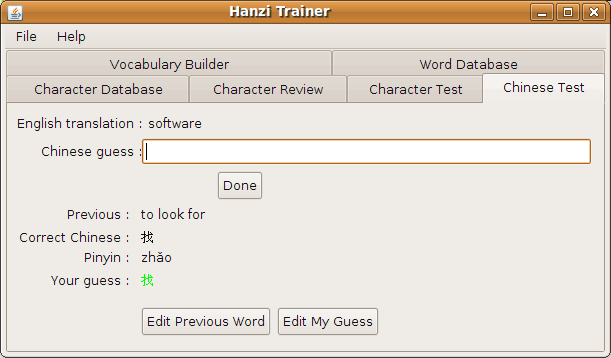 Hanzi Trainer
File Help
Vocabulary Builder Word Database
Character Database Character Review Character Test Chinese Test
English translation : software
Chinese guess :
Done
Previous : to look for
Correct Chinese : 找
Pinyin : zhǎo
Your guess : 找
Edit Previous Word Edit My Guess